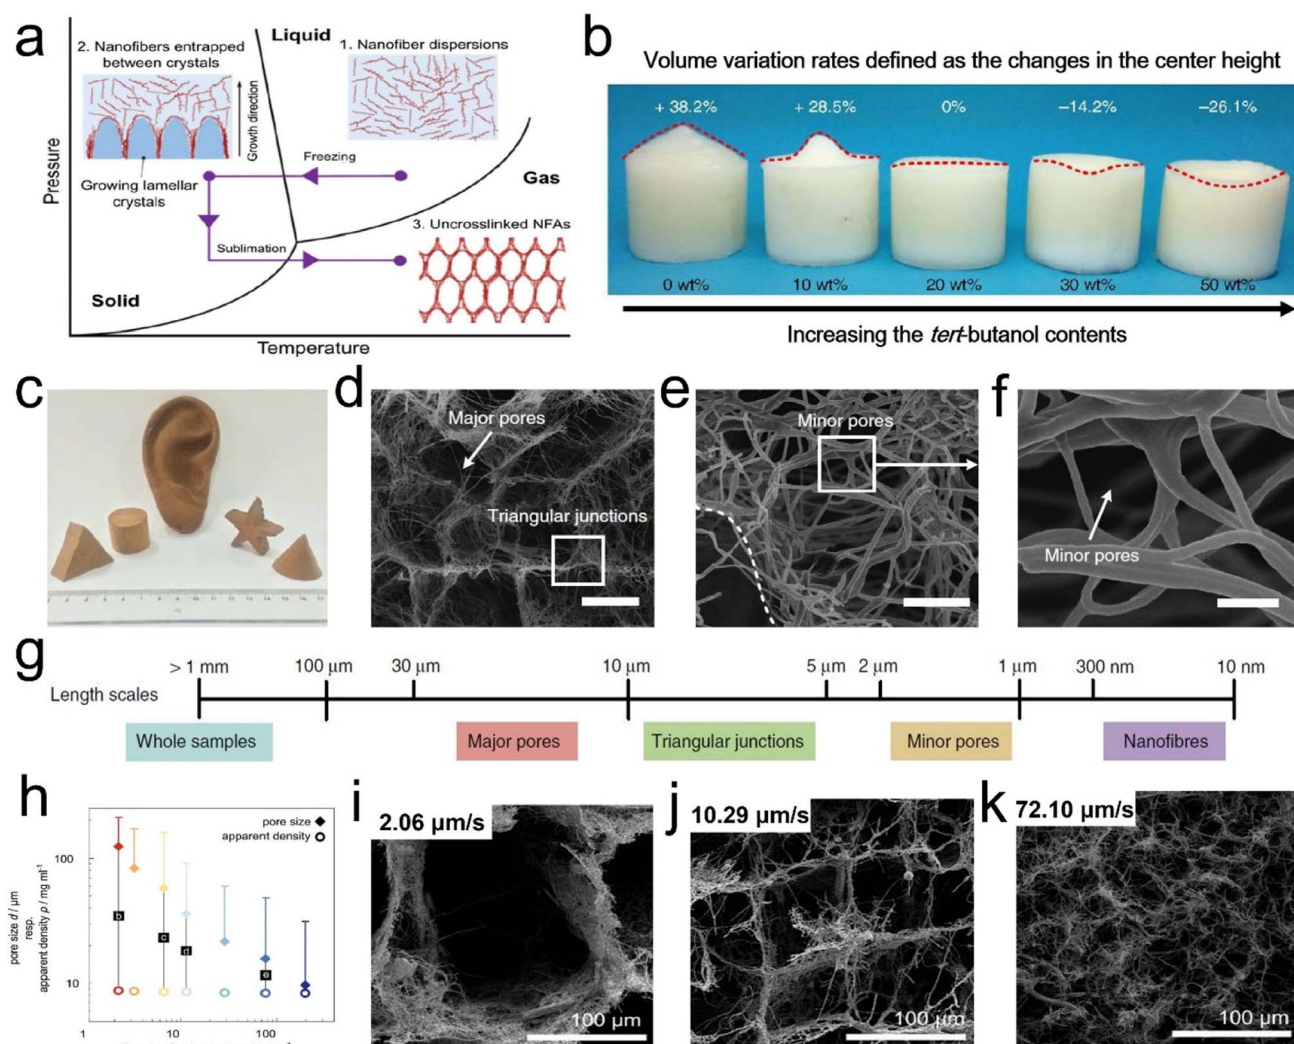 a
2. Nanofibers entrapped
between crystals
Liquid
1. Nanofiber dispersions
Growth direction
Freezing
Growing lamellar
crystals
Gas
Pressure
Sublimation
3. Uncrosslinked NFAs
Solid
Temperature
b
Volume variation rates defined as the changes in the center height
+ 38.2%
+ 28.5%
0%
−14.2%
−26.1%
0 wt%
10 wt%
20 wt%
30 wt%
50 wt%
Increasing the tert-butanol contents
c
d
Major pores
Triangular junctions
e
Minor pores
f
Minor pores
g
Length scales
> 1 mm
100 μm
30 μm
10 μm
5 μm
2 μm
1 μm
300 nm
10 nm
Whole samples
Major pores
Triangular junctions
Minor pores
Nanofibres
h
pore size
apparent density
pore size d / μm
resp.
apparent density ρ / mg ml⁻¹
100
10
b
c
d
e
1
10
100
i
2.06 μm/s
100 μm
j
10.29 μm/s
100 μm
k
72.10 μm/s
100 μm